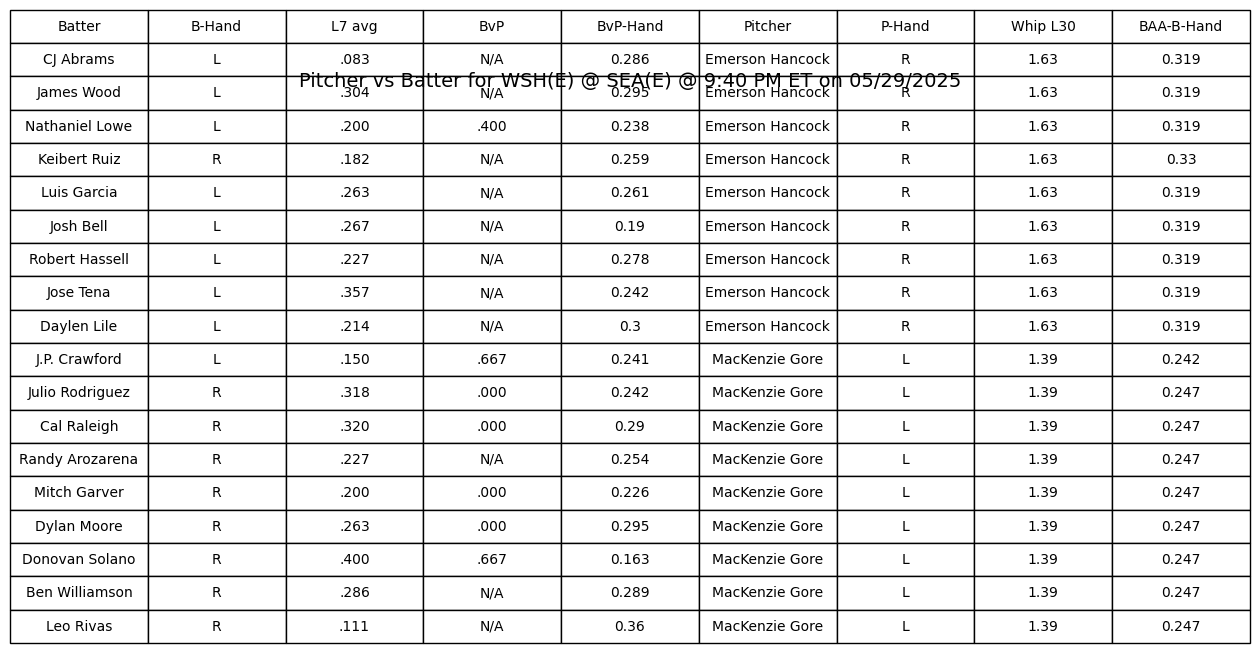 Batter B-Hand L7 avg BvP BvP-Hand Pitcher P-Hand Whip L30 BAA-B-Hand
CJ Abrams L .083 N/A 0.286 Emerson Hancock R 1.63 0.319
Pitcher vs Batter for WSH(E) @ SEA(E) @ 9:40 PM ET on 05/29/2025
James Wood L .304 N/A 0.295 Emerson Hancock R 1.63 0.319
Nathaniel Lowe L .200 .400 0.238 Emerson Hancock R 1.63 0.319
Keibert Ruiz R .182 N/A 0.259 Emerson Hancock R 1.63 0.33
Luis Garcia L .263 N/A 0.261 Emerson Hancock R 1.63 0.319
Josh Bell L .267 N/A 0.19 Emerson Hancock R 1.63 0.319
Robert Hassell L .227 N/A 0.278 Emerson Hancock R 1.63 0.319
Jose Tena L .357 N/A 0.242 Emerson Hancock R 1.63 0.319
Daylen Lile L .214 N/A 0.3 Emerson Hancock R 1.63 0.319
J.P. Crawford L .150 .667 0.241 MacKenzie Gore L 1.39 0.242
Julio Rodriguez R .318 .000 0.242 MacKenzie Gore L 1.39 0.247
Cal Raleigh R .320 .000 0.29 MacKenzie Gore L 1.39 0.247
Randy Arozarena R .227 N/A 0.254 MacKenzie Gore L 1.39 0.247
Mitch Garver R .200 .000 0.226 MacKenzie Gore L 1.39 0.247
Dylan Moore R .263 .000 0.295 MacKenzie Gore L 1.39 0.247
Donovan Solano R .400 .667 0.163 MacKenzie Gore L 1.39 0.247
Ben Williamson R .286 N/A 0.289 MacKenzie Gore L 1.39 0.247
Leo Rivas R .111 N/A 0.36 MacKenzie Gore L 1.39 0.247